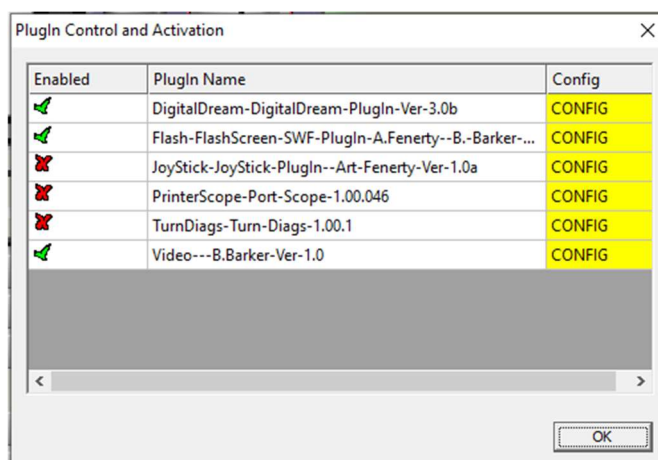 PlugIn Control and Activation
Enabled PlugIn Name Config
DigitalDream-DigitalDream-PlugIn-Ver-3.0b CONFIG
Flash-FlashScreen-SWF-PlugIn-A.Fenerty--B.-Barker-... CONFIG
JoyStick-JoyStick-PlugIn--Art-Fenerty-Ver-1.0a CONFIG
PrinterScope-Port-Scope-1.00.046 CONFIG
TurnDiags-Turn-Diags-1.00.1 CONFIG
Video---B.Barker-Ver-1.0 CONFIG
OK